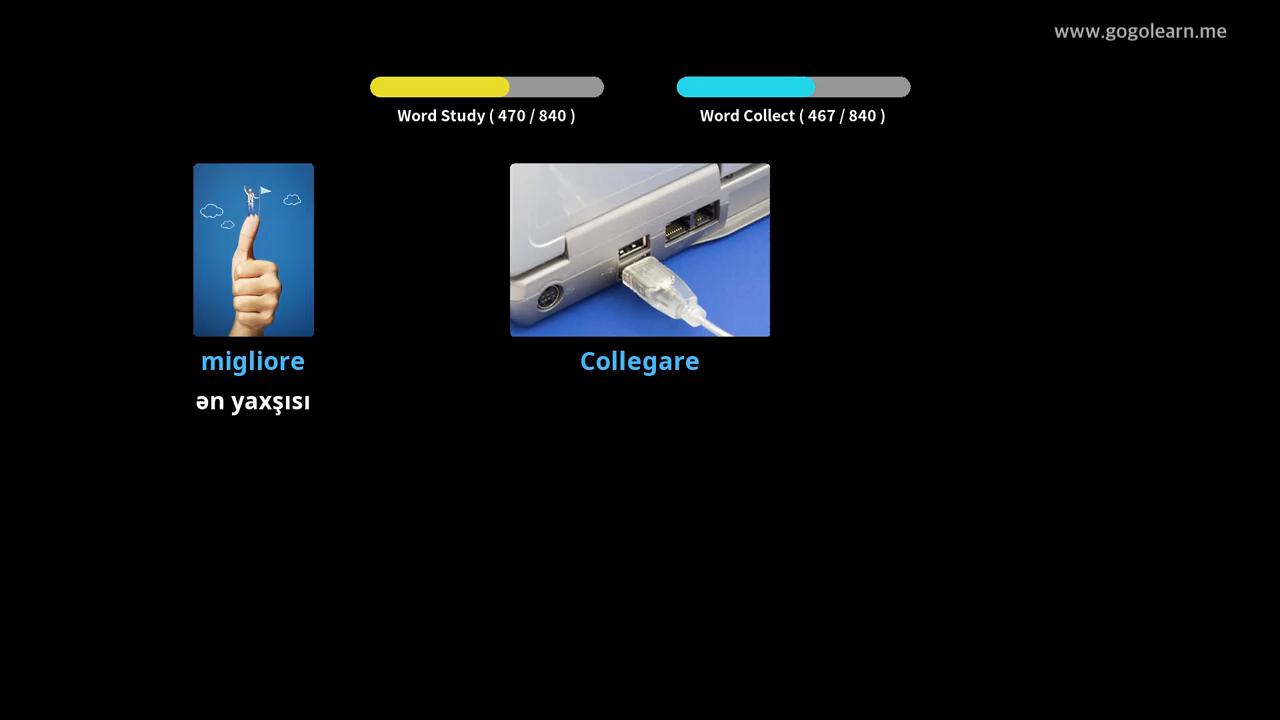 www.gogolearn.me
Word Study ( 470 / 840 )
Word Collect ( 467 / 840 )
migliore
ən yaxşısı
Collegare